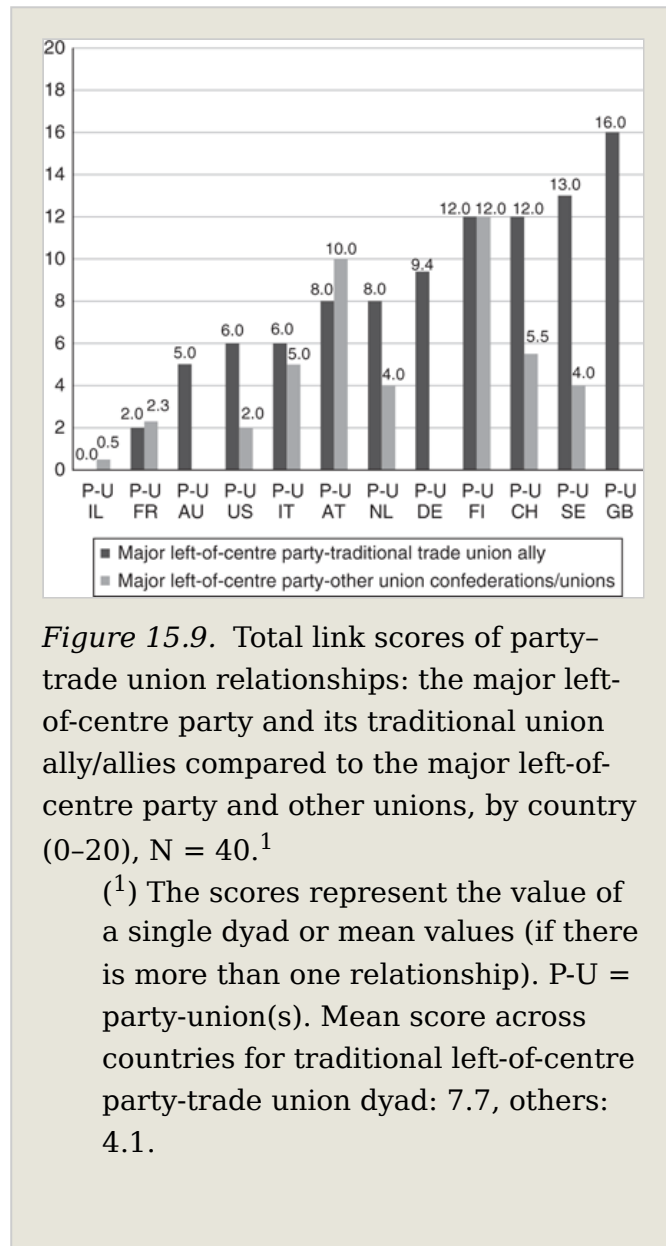 20
18
16
14
12
10
8
6
4
2
0
0.0 0.5
2.0 2.3
5.0
6.0 2.0
6.0 5.0
8.0 10.0
8.0 4.0
9.4
12.0 12.0
12.0 5.5
13.0 4.0
16.0
P-U P-U P-U P-U P-U P-U P-U P-U P-U P-U P-U P-U
IL FR AU US IT AT NL DE FI CH SE GB
Major left-of-centre party-traditional trade union ally
Major left-of-centre party-other union confederations/unions
Figure 15.9. Total link scores of party–
trade union relationships: the major left-
of-centre party and its traditional union
ally/allies compared to the major left-of-
centre party and other unions, by country
(0–20), N = 40.1
(1) The scores represent the value of
a single dyad or mean values (if there
is more than one relationship). P-U =
party-union(s). Mean score across
countries for traditional left-of-centre
party-trade union dyad: 7.7, others:
4.1.